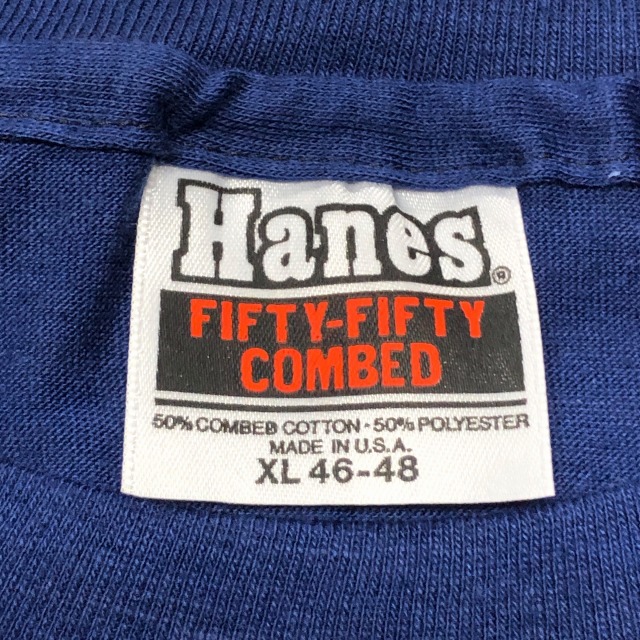 Hanes®
FIFTY-FIFTY
COMBED
50% COMBED COTTON - 50% POLYESTER
MADE IN U.S.A.
XL 46-48